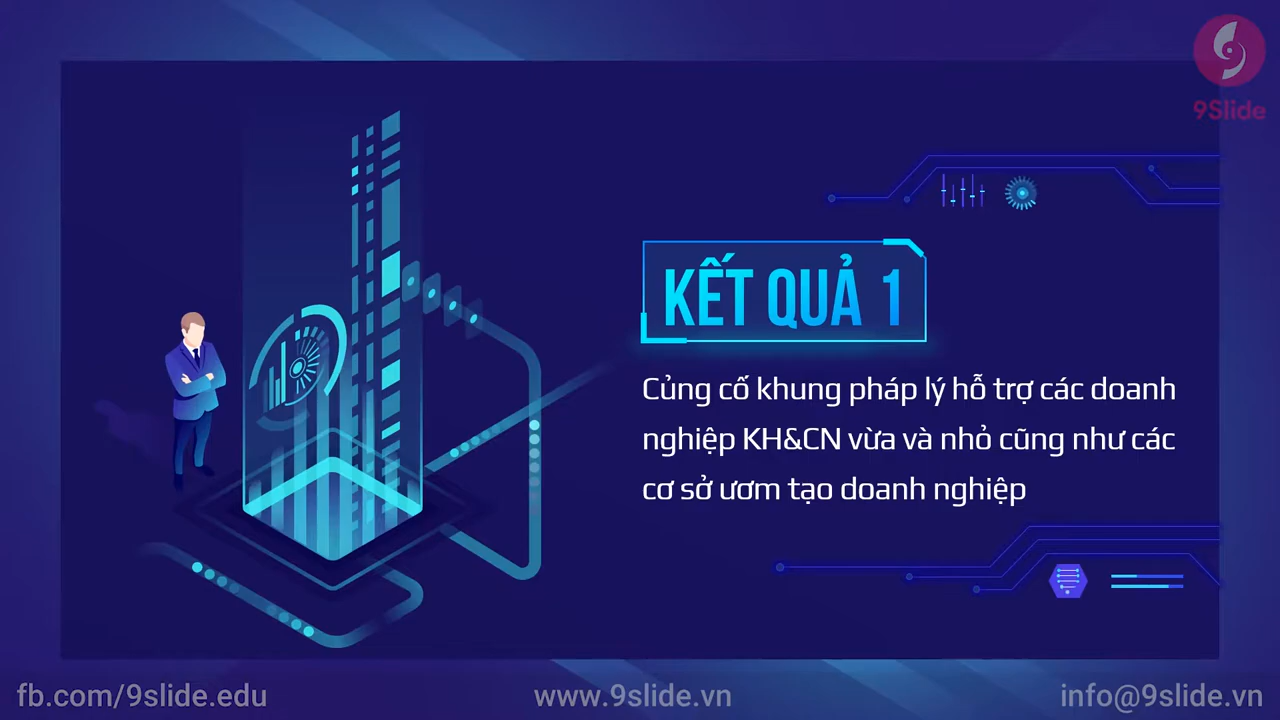 9Slide
KẾT QUẢ 1
Củng cố khung pháp lý hỗ trợ các doanh
nghiệp KH&CN vừa và nhỏ cũng như các
cơ sở ươm tạo doanh nghiệp
fb.com/9slide.edu
www.9slide.vn
info@9slide.vn